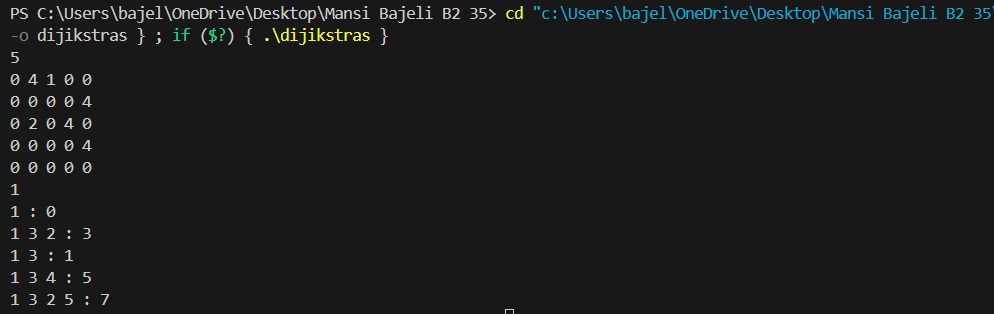 PS C:\Users\bajel\OneDrive\Desktop\Mansi Bajeli B2 35> cd "c:\Users\bajel\OneDrive\Desktop\Mansi Bajeli B2 35\
-o dijikstras } ; if ($?) { .\dijikstras }
5
0 4 1 0 0
0 0 0 0 4
0 2 0 4 0
0 0 0 0 4
0 0 0 0 0
1
1 : 0
1 3 2 : 3
1 3 : 1
1 3 4 : 5
1 3 2 5 : 7